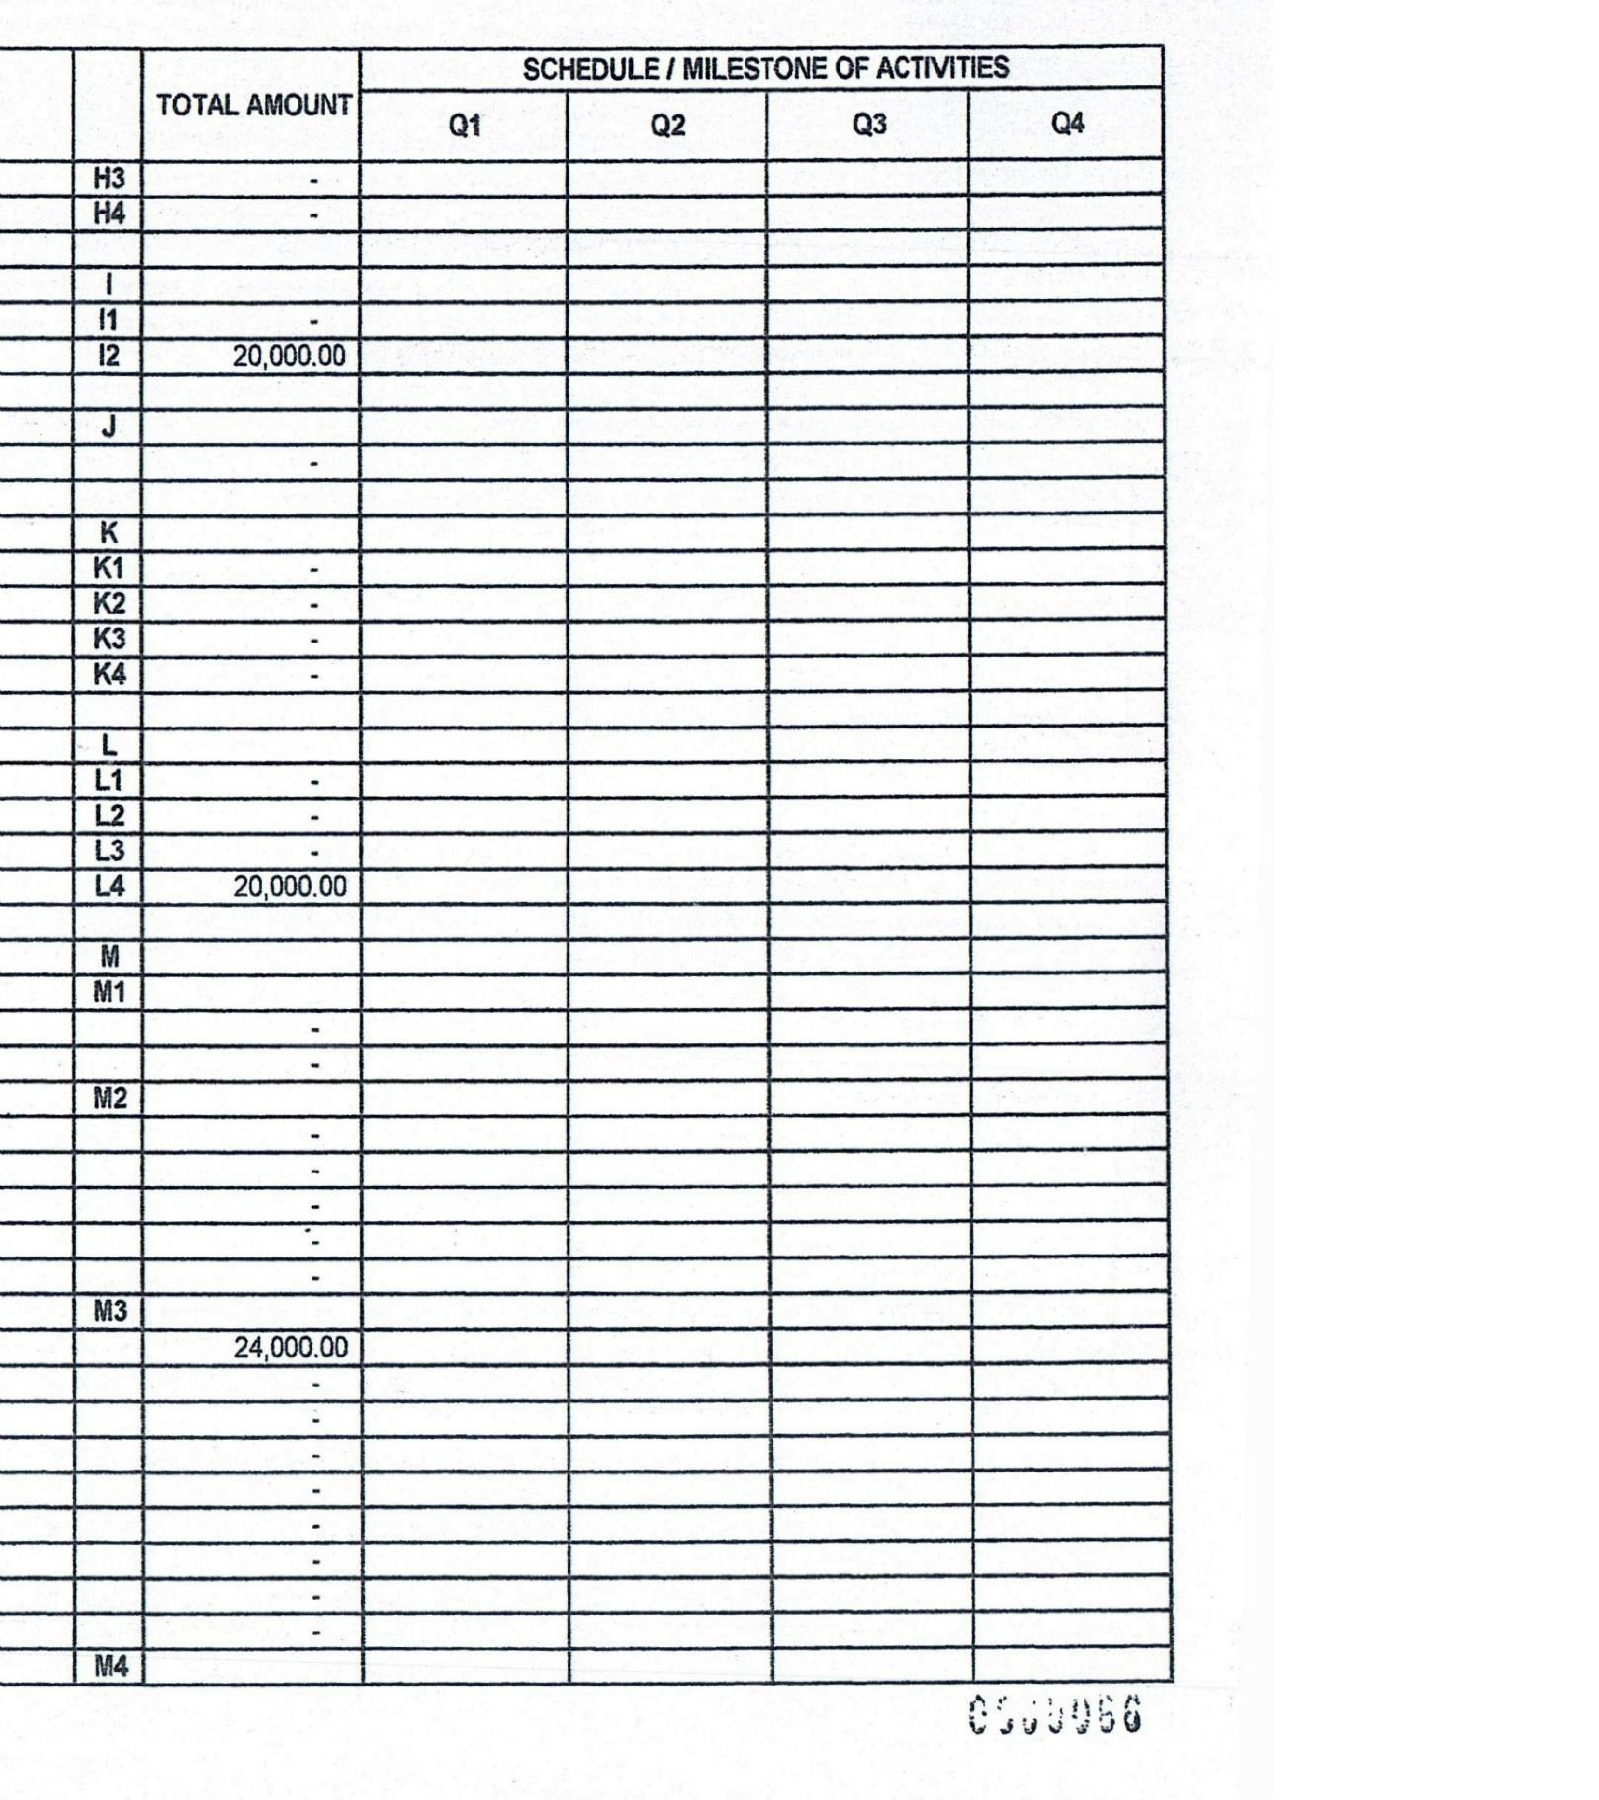 SCHEDULE / MILESTONE OF ACTIVITIES
TOTAL AMOUNT
Q1 Q2 Q3 Q4
H3 -
H4 -
I
I1 -
I2 20,000.00
J
-
K
K1 -
K2 -
K3 -
K4 -
L
L1 -
L2 -
L3 -
L4 20,000.00
M
M1
-
-
M2
-
-
-
-
-
M3
24,000.00
-
-
-
-
-
-
-
-
M4